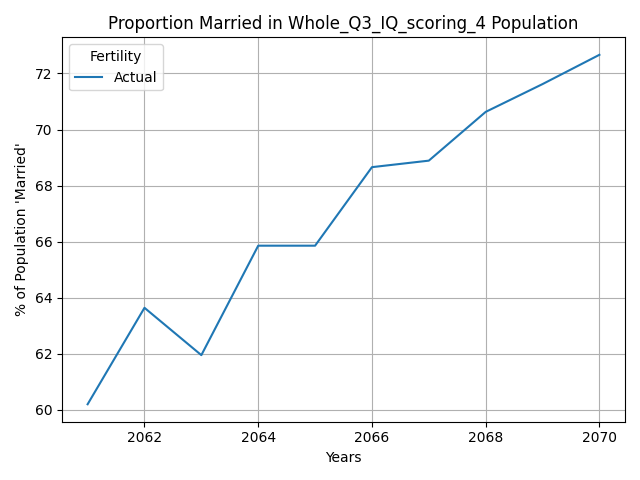 Proportion Married in Whole_Q3_IQ_scoring_4 Population
Fertility
Actual
% of Population 'Married'
72
70
68
66
64
62
60
2062
2064
2066
2068
2070
Years